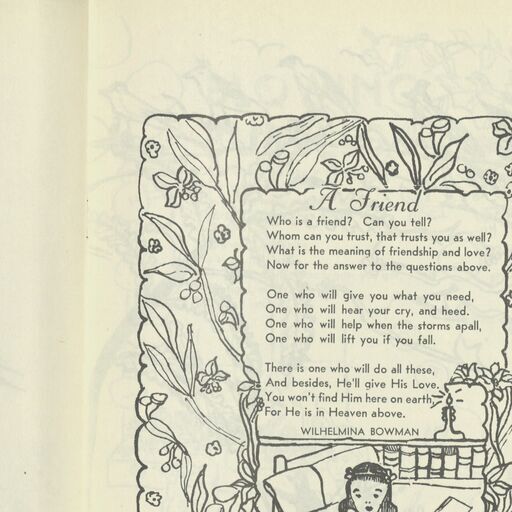 A Friend
Who is a friend? Can you tell?
Whom can you trust, that trusts you as well?
What is the meaning of friendship and love?
Now for the answer to the questions above.
One who will give you what you need,
One who will hear your cry, and heed.
One who will help when the storms apall,
One who will lift you if you fall.
There is one who will do all these,
And besides, He'll give His Love.
You won't find Him here on earth,
For He is in Heaven above.
WILHELMINA BOWMAN